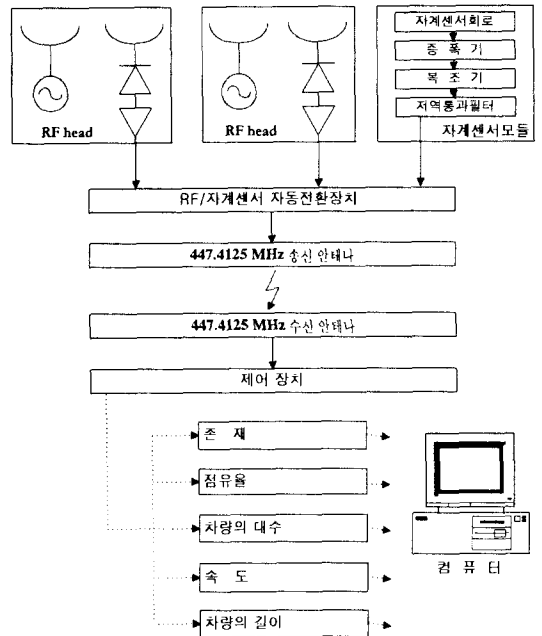 RF head
RF head
자계센서회로
증 폭 기
복 조 기
저역통과필터
자계센서모듈
RF/자계센서 자동전환장치
447.4125 MHz 송신 안테나
447.4125 MHz 수신 안테나
제어 장치
존 재
점유율
차량의 대수
속 도
차량의 길이
컴 퓨 터